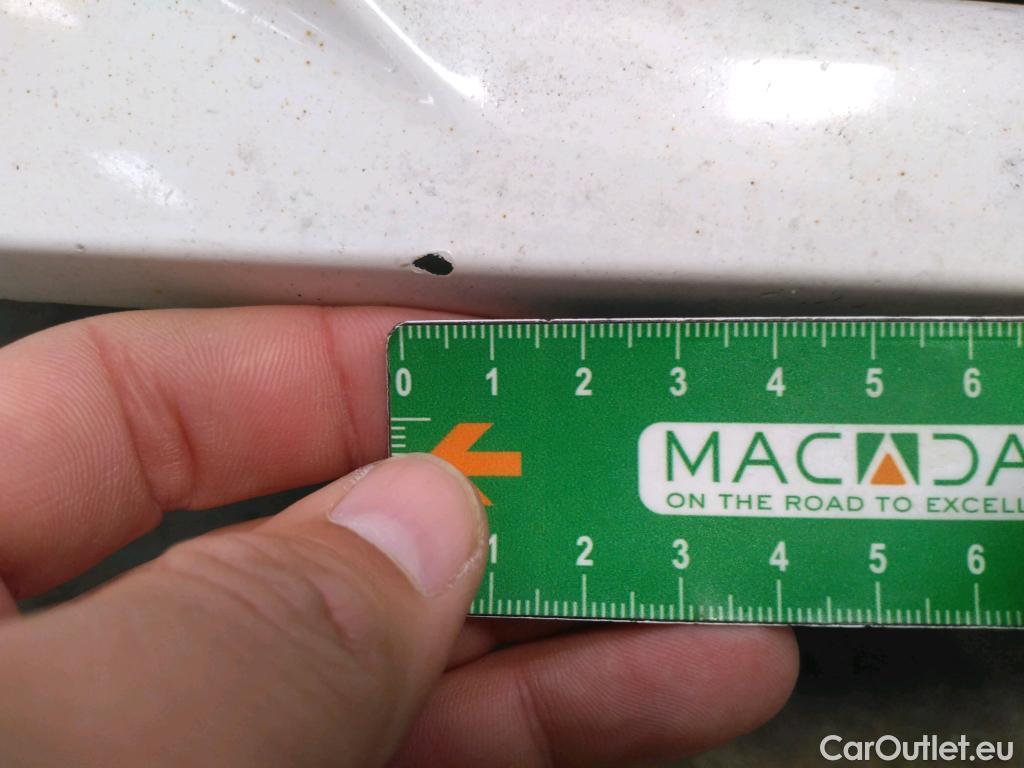 0 1 2 3 4 5 6
MACADA
ON THE ROAD TO EXCELL
1 2 3 4 5 6
CarOutlet.eu